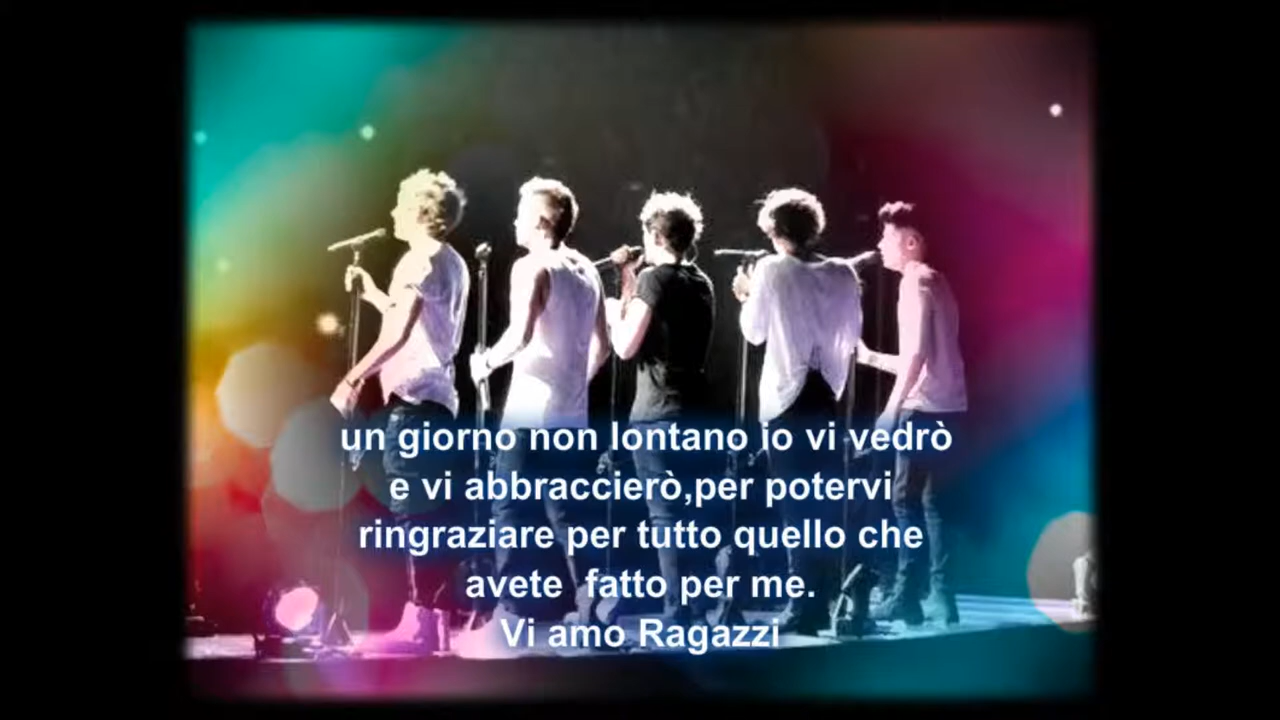 un giorno non lontano io vi vedrò
e vi abbraccierò,per potervi
ringraziare per tutto quello che
avete  fatto per me.
Vi amo Ragazzi